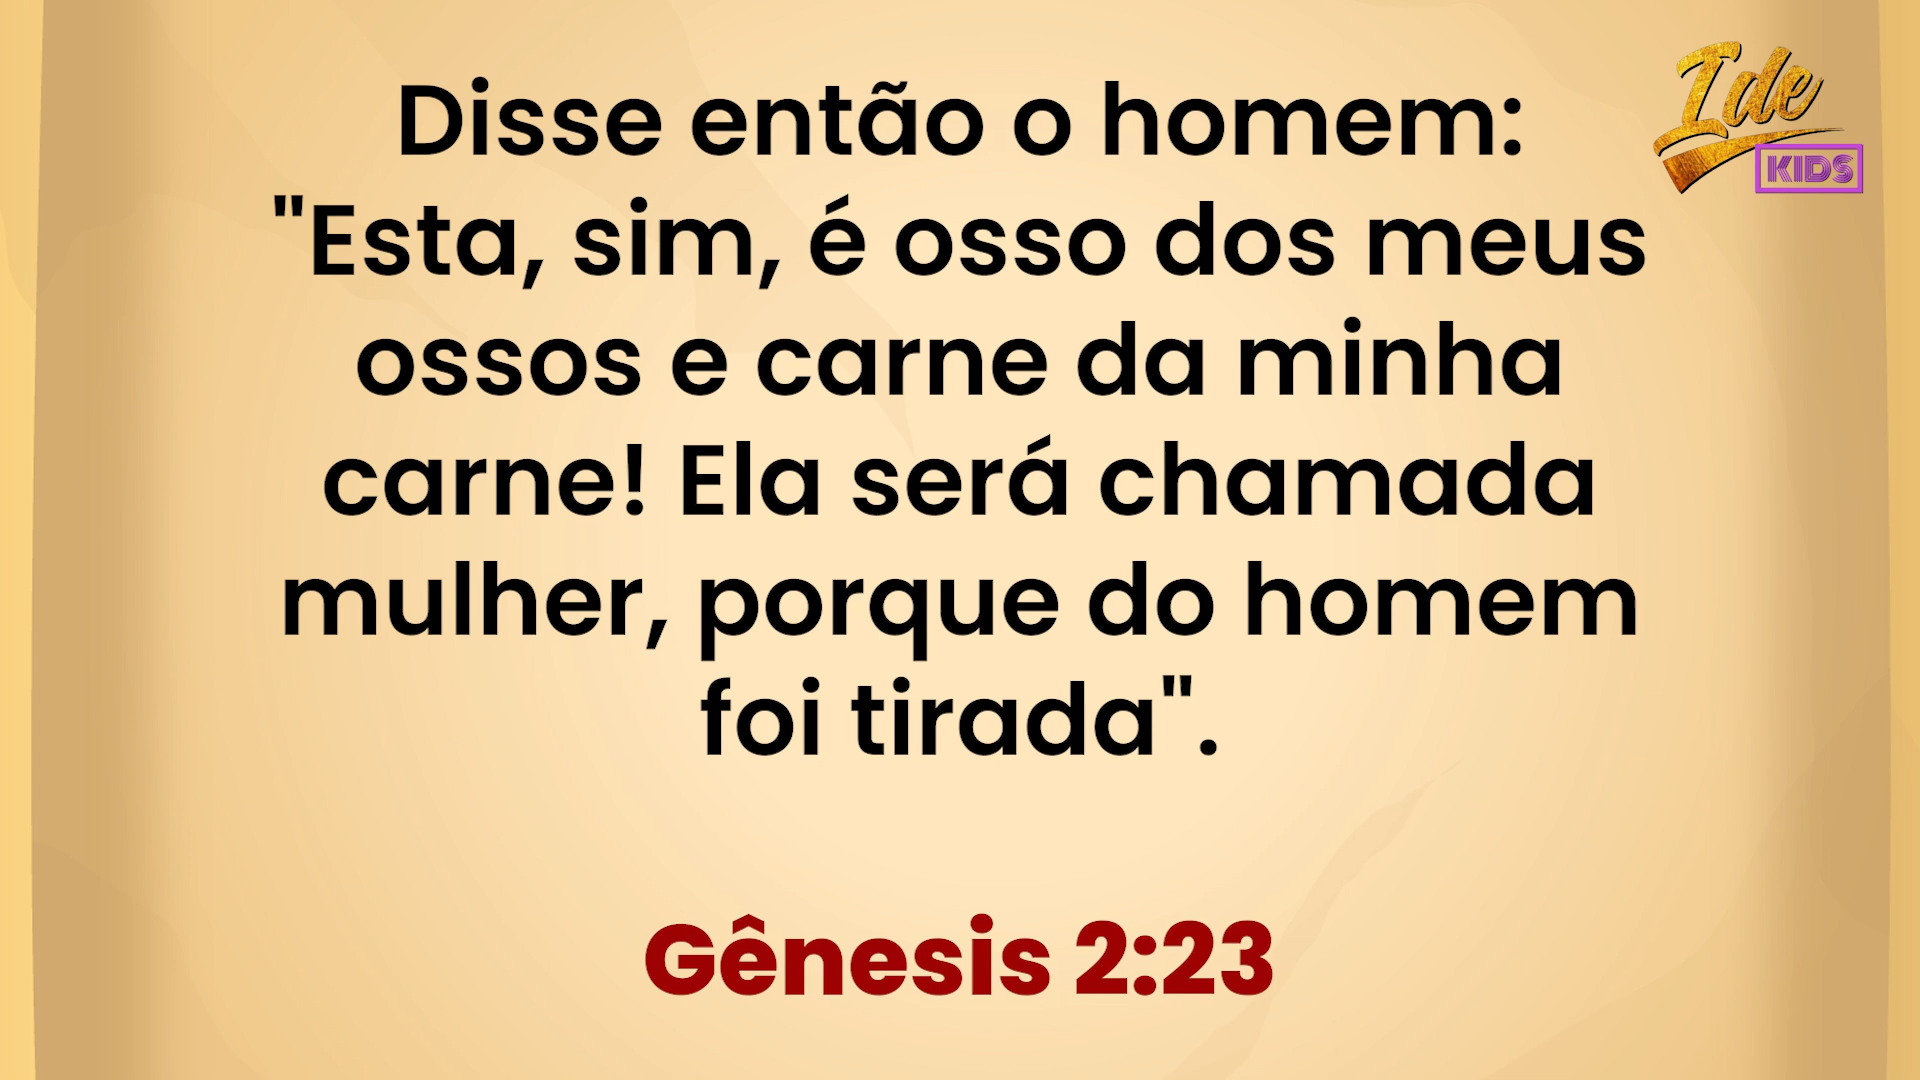 Disse então o homem:
"Esta, sim, é osso dos meus
ossos e carne da minha
carne! Ela será chamada
mulher, porque do homem
foi tirada".
Gênesis 2:23
Ide
KIDS